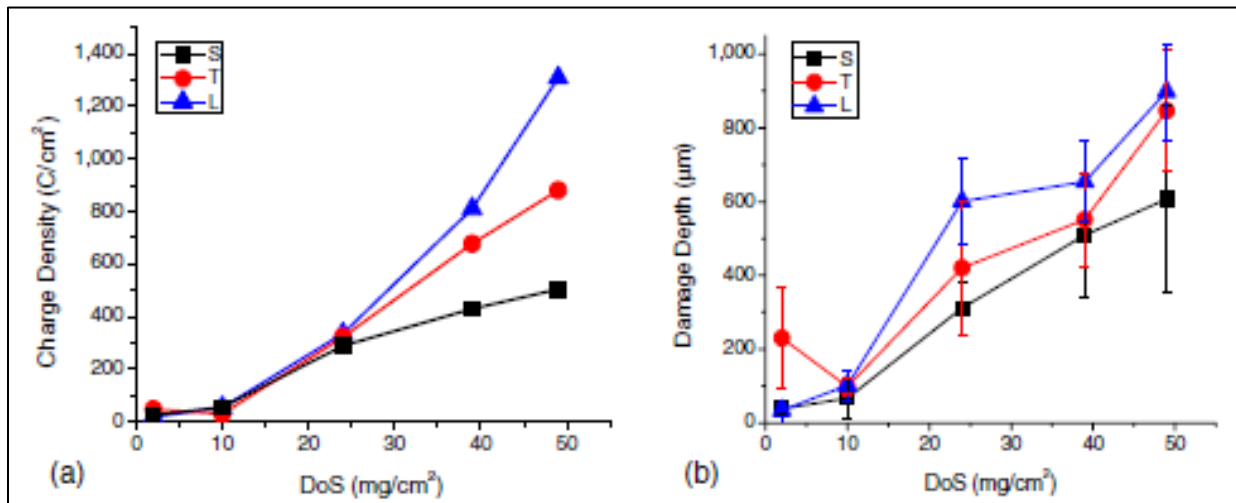 1,400
1,200
1,000
800
600
400
200
0
Charge Density (C/cm²)
S
T
L
0 10 20 30 40 50
(a)
DoS (mg/cm²)
1,000
800
600
400
200
0
Damage Depth (µm)
S
T
L
0 10 20 30 40 50
(b)
DoS (mg/cm²)